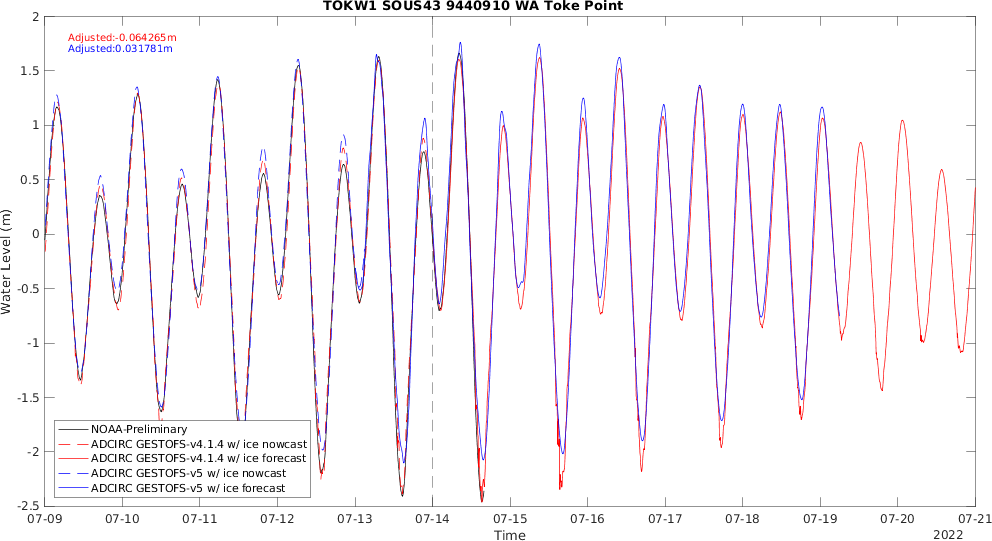 TOKW1 SOUS43 9440910 WA Toke Point
Adjusted:-0.064265m
Adjusted:0.031781m
2
1.5
1
0.5
0
-0.5
-1
-1.5
-2
-2.5
Water Level (m)
NOAA-Preliminary
ADCIRC GESTOFS-v4.1.4 w/ ice nowcast
ADCIRC GESTOFS-v4.1.4 w/ ice forecast
ADCIRC GESTOFS-v5 w/ ice nowcast
ADCIRC GESTOFS-v5 w/ ice forecast
07-09 07-10 07-11 07-12 07-13 07-14 07-15 07-16 07-17 07-18 07-19 07-20 07-21
Time
2022